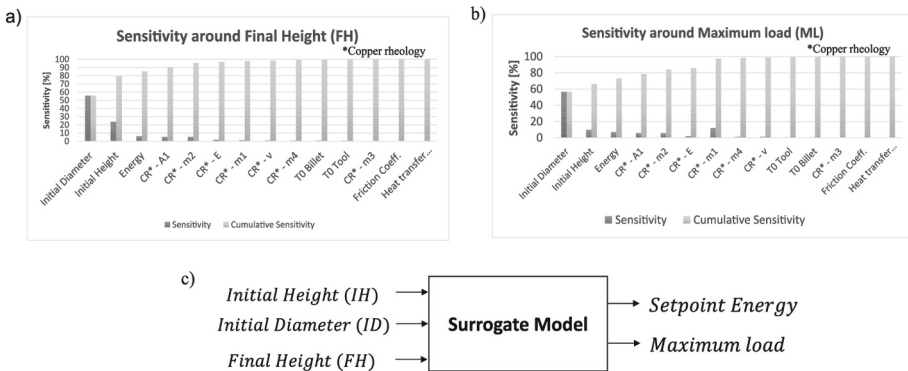 a)
Sensitivity around Final Height (FH)
*Copper rheology
Sensitivity [%]
100
90
80
70
60
50
40
30
20
10
0
Initial Diameter
Initial Height
Energy
CR* - A1
CR* - m2
CR* - E
CR* - m1
CR* - v
CR* - m4
T0 Billet
T0 Tool
CR* - m3
Friction Coeff.
Heat transfer...
Sensitivity
Cumulative Sensitivity
b)
Sensitivity around Maximum load (ML)
*Copper rheology
Sensitivity [%]
100
80
60
40
20
0
Initial Diameter
Initial Height
Energy
CR* - A1
CR* - m2
CR* - E
CR* - m1
CR* - m4
CR* - v
T0 Tool
T0 Billet
CR* - m3
Friction Coeff.
Heat transfer...
Sensitivity
Cumulative Sensitivity
c)
Initial Height (IH)
Initial Diameter (ID)
Final Height (FH)
Surrogate Model
Setpoint Energy
Maximum load